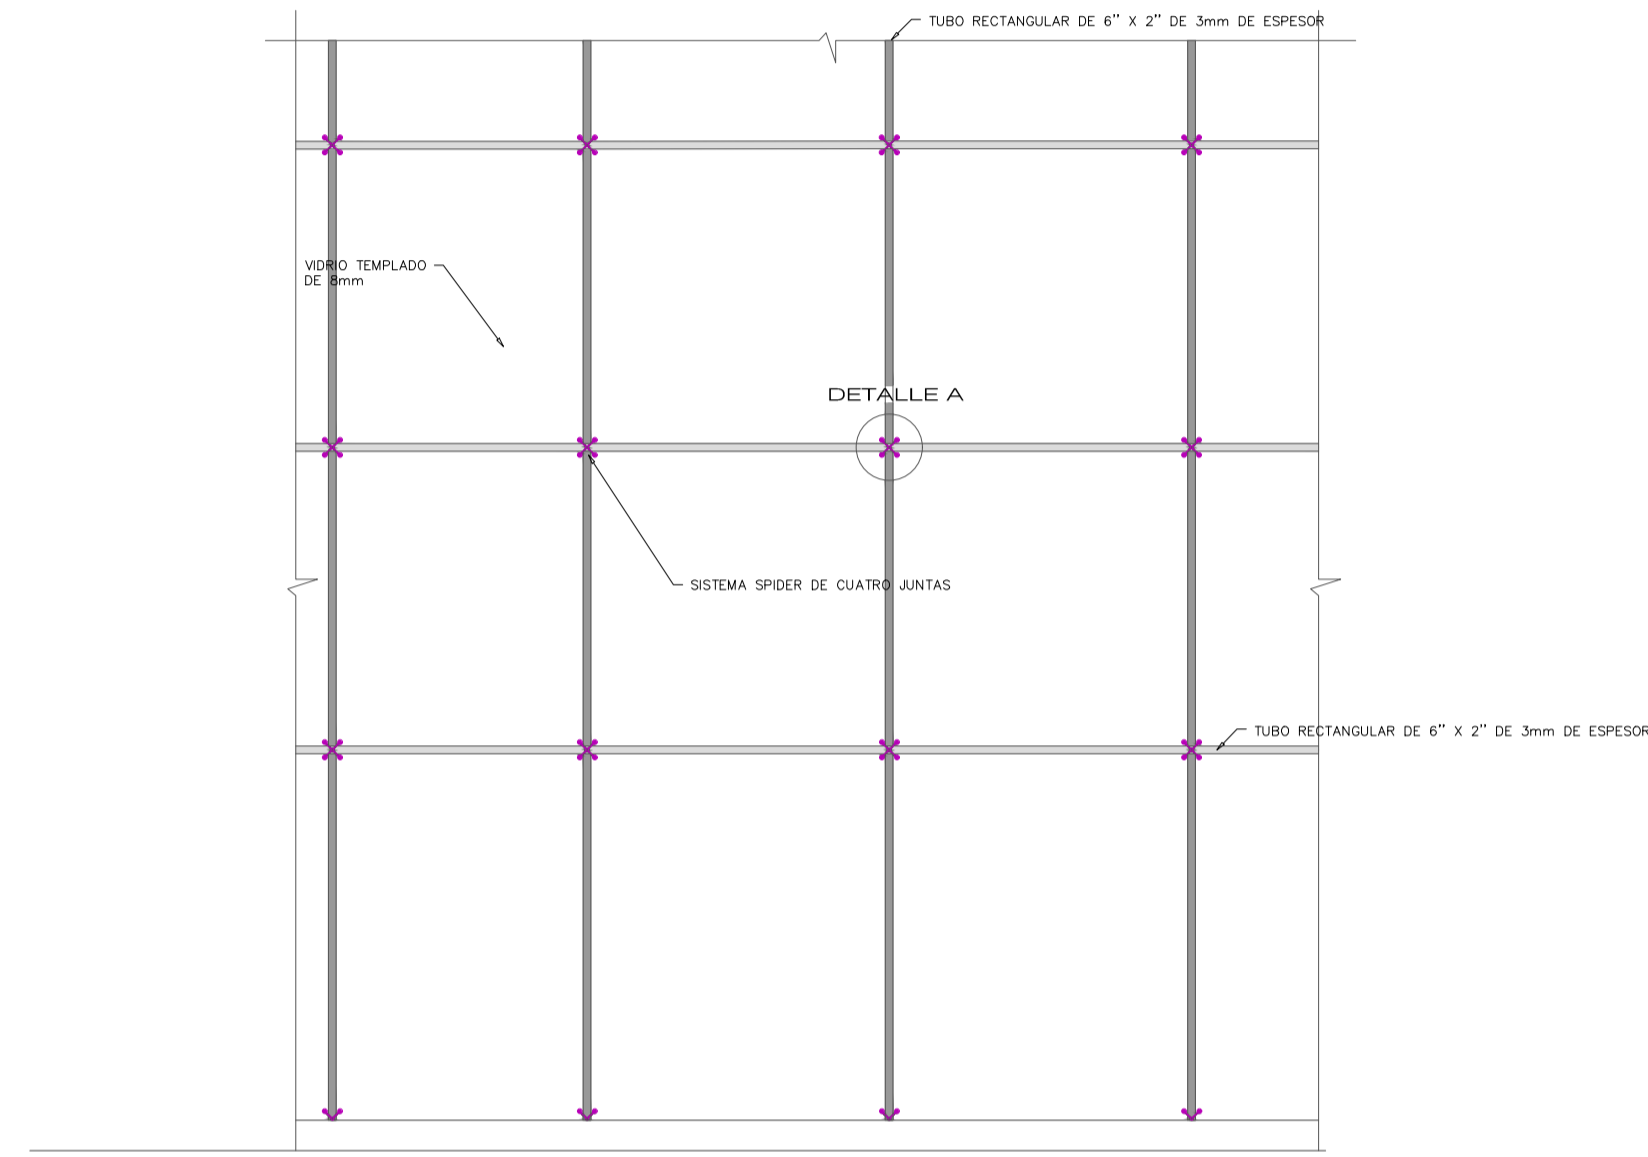 TUBO RECTANGULAR DE 6” X 2” DE 3mm DE ESPESOR
VIDRIO TEMPLADO
DE 8mm
DETALLE A
SISTEMA SPIDER DE CUATRO JUNTAS
TUBO RECTANGULAR DE 6” X 2” DE 3mm DE ESPESOR